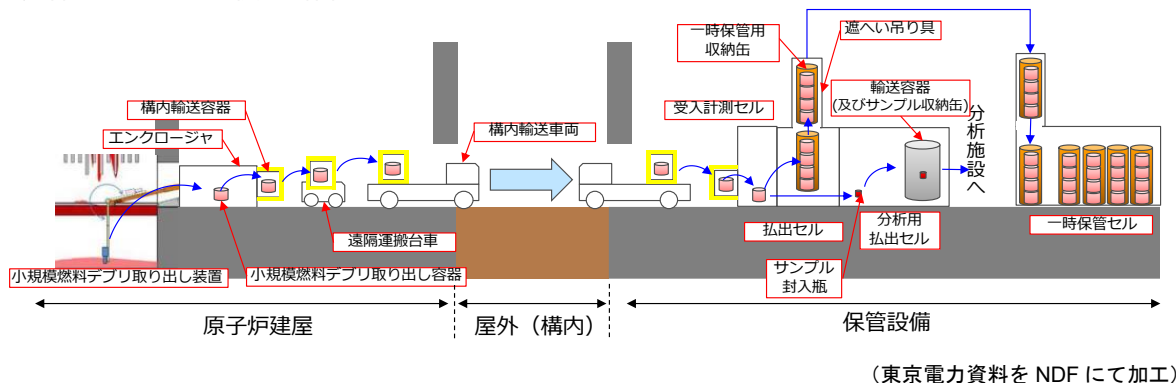 一時保管用
収納缶
遮へい吊り具
輸送容器
(及びサンプル収納缶)
分析施設へ
構内輸送容器
エンクロージャ
構内輸送車両
受入計測セル
遠隔運搬台車
払出セル
分析用
払出セル
一時保管セル
小規模燃料デブリ取り出し装置
小規模燃料デブリ取り出し容器
サンプル
封入瓶
原子炉建屋
屋外（構内）
保管設備
（東京電力資料を NDF にて加工）